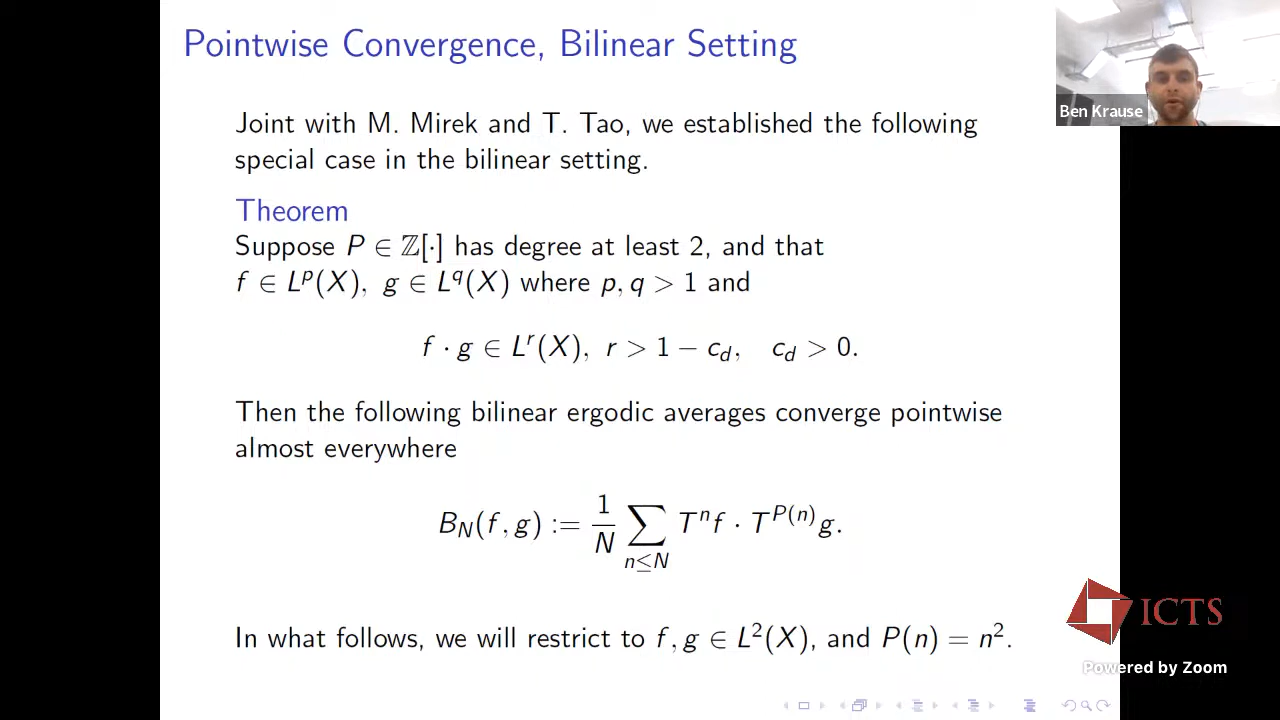 Pointwise Convergence, Bilinear Setting
Ben Krause
Joint with M. Mirek and T. Tao, we established the following
special case in the bilinear setting.
Theorem
Suppose P ∈ ℤ[·] has degree at least 2, and that
f ∈ L^p(X), g ∈ L^q(X) where p, q > 1 and
f · g ∈ L^r(X), r > 1 − c_d, c_d > 0.
Then the following bilinear ergodic averages converge pointwise
almost everywhere
B_N(f, g) := 1/N ∑_{n≤N} T^n f · T^{P(n)} g.
In what follows, we will restrict to f, g ∈ L^2(X), and P(n) = n^2.
ICTS
Powered by Zoom